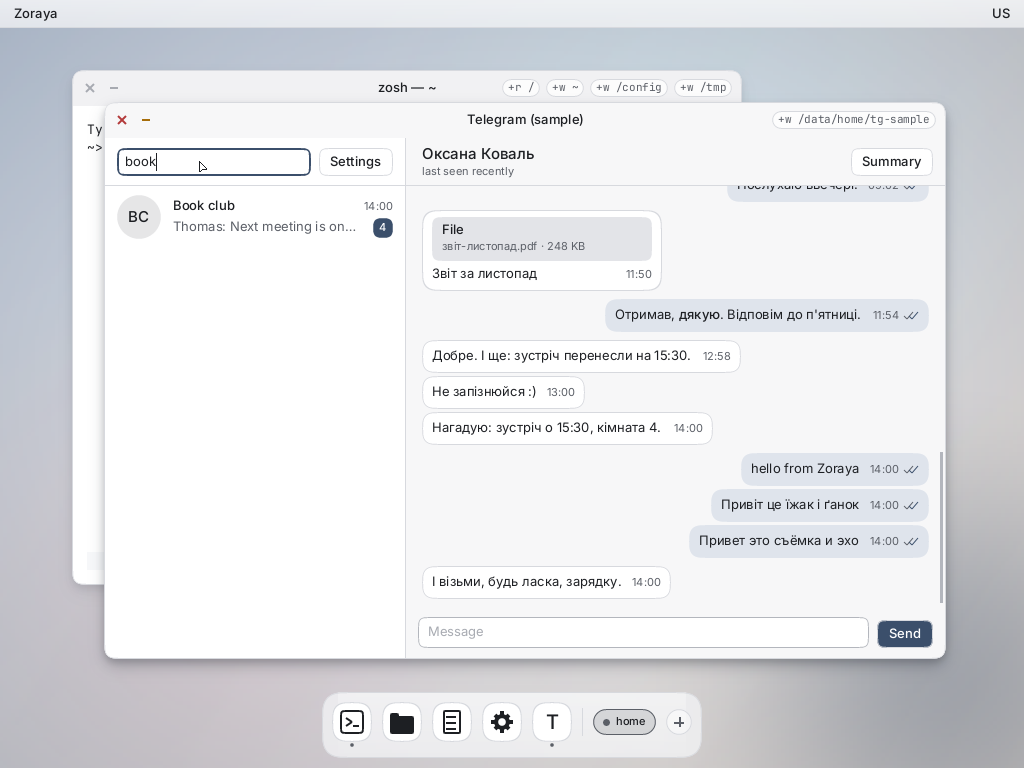 Zoraya
US
zosh — ~
+r /
+w ~
+w /config
+w /tmp
Ty
~>
Telegram (sample)
+w /data/home/tg-sample
book
Settings
Оксана Коваль
last seen recently
Summary
BC
Book club
14:00
Thomas: Next meeting is on...
4
Послухаю ввечері. 09:02
File
звіт-листопад.pdf · 248 KB
Звіт за листопад 11:50
Отримав, дякую. Відповім до п'ятниці. 11:54
Добре. І ще: зустріч перенесли на 15:30. 12:58
Не запізнюйся :) 13:00
Нагадую: зустріч о 15:30, кімната 4. 14:00
hello from Zoraya 14:00
Привіт це їжак і ґанок 14:00
Привет это съёмка и эхо 14:00
І візьми, будь ласка, зарядку. 14:00
Message
Send
T
home